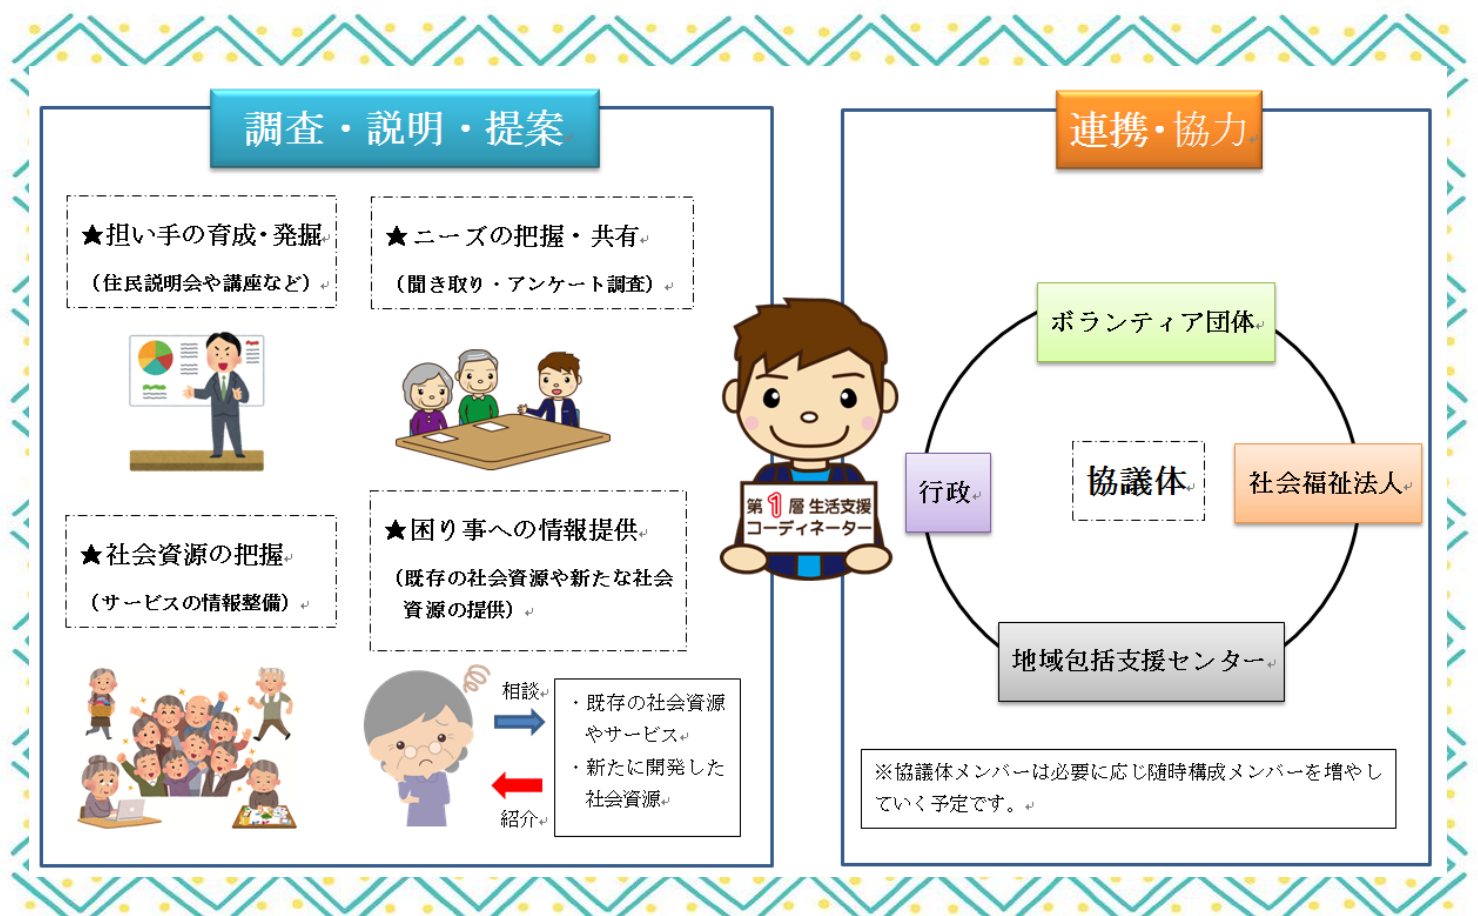 調査・説明・提案
★担い手の育成・発掘
（住民説明会や講座など）
★ニーズの把握・共有
（聞き取り・アンケート調査）
★社会資源の把握
（サービスの情報整備）
★困り事への情報提供
（既存の社会資源や新たな社会
資源の提供）
相談
紹介
・既存の社会資源
やサービス
・新たに開発した
社会資源
第1層 生活支援
コーディネーター
連携・協力
ボランティア団体
行政
協議体
社会福祉法人
地域包括支援センター
※協議体メンバーは必要に応じ随時構成メンバーを増やし
ていく予定です。